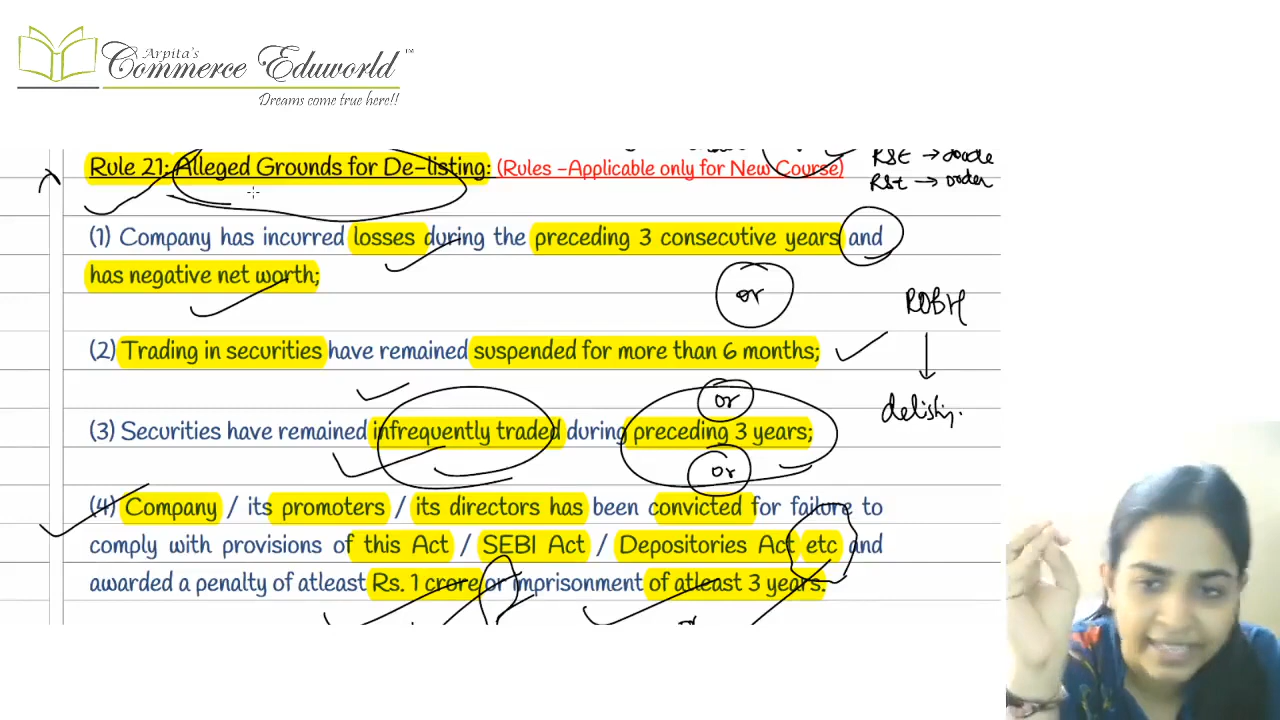 Arpita's
Commerce Eduworld™
Dreams come true here!!
Rule 21: Alleged Grounds for De-listing: (Rules -Applicable only for New Course)
(1) Company has incurred losses during the preceding 3 consecutive years and
has negative net worth;
or
(2) Trading in securities have remained suspended for more than 6 months;
or
(3) Securities have remained infrequently traded during preceding 3 years;
or
(4) Company / its promoters / its directors has been convicted for failure to
comply with provisions of this Act / SEBI Act / Depositories Act etc and
awarded a penalty of atleast Rs. 1 crore or imprisonment of atleast 3 years.